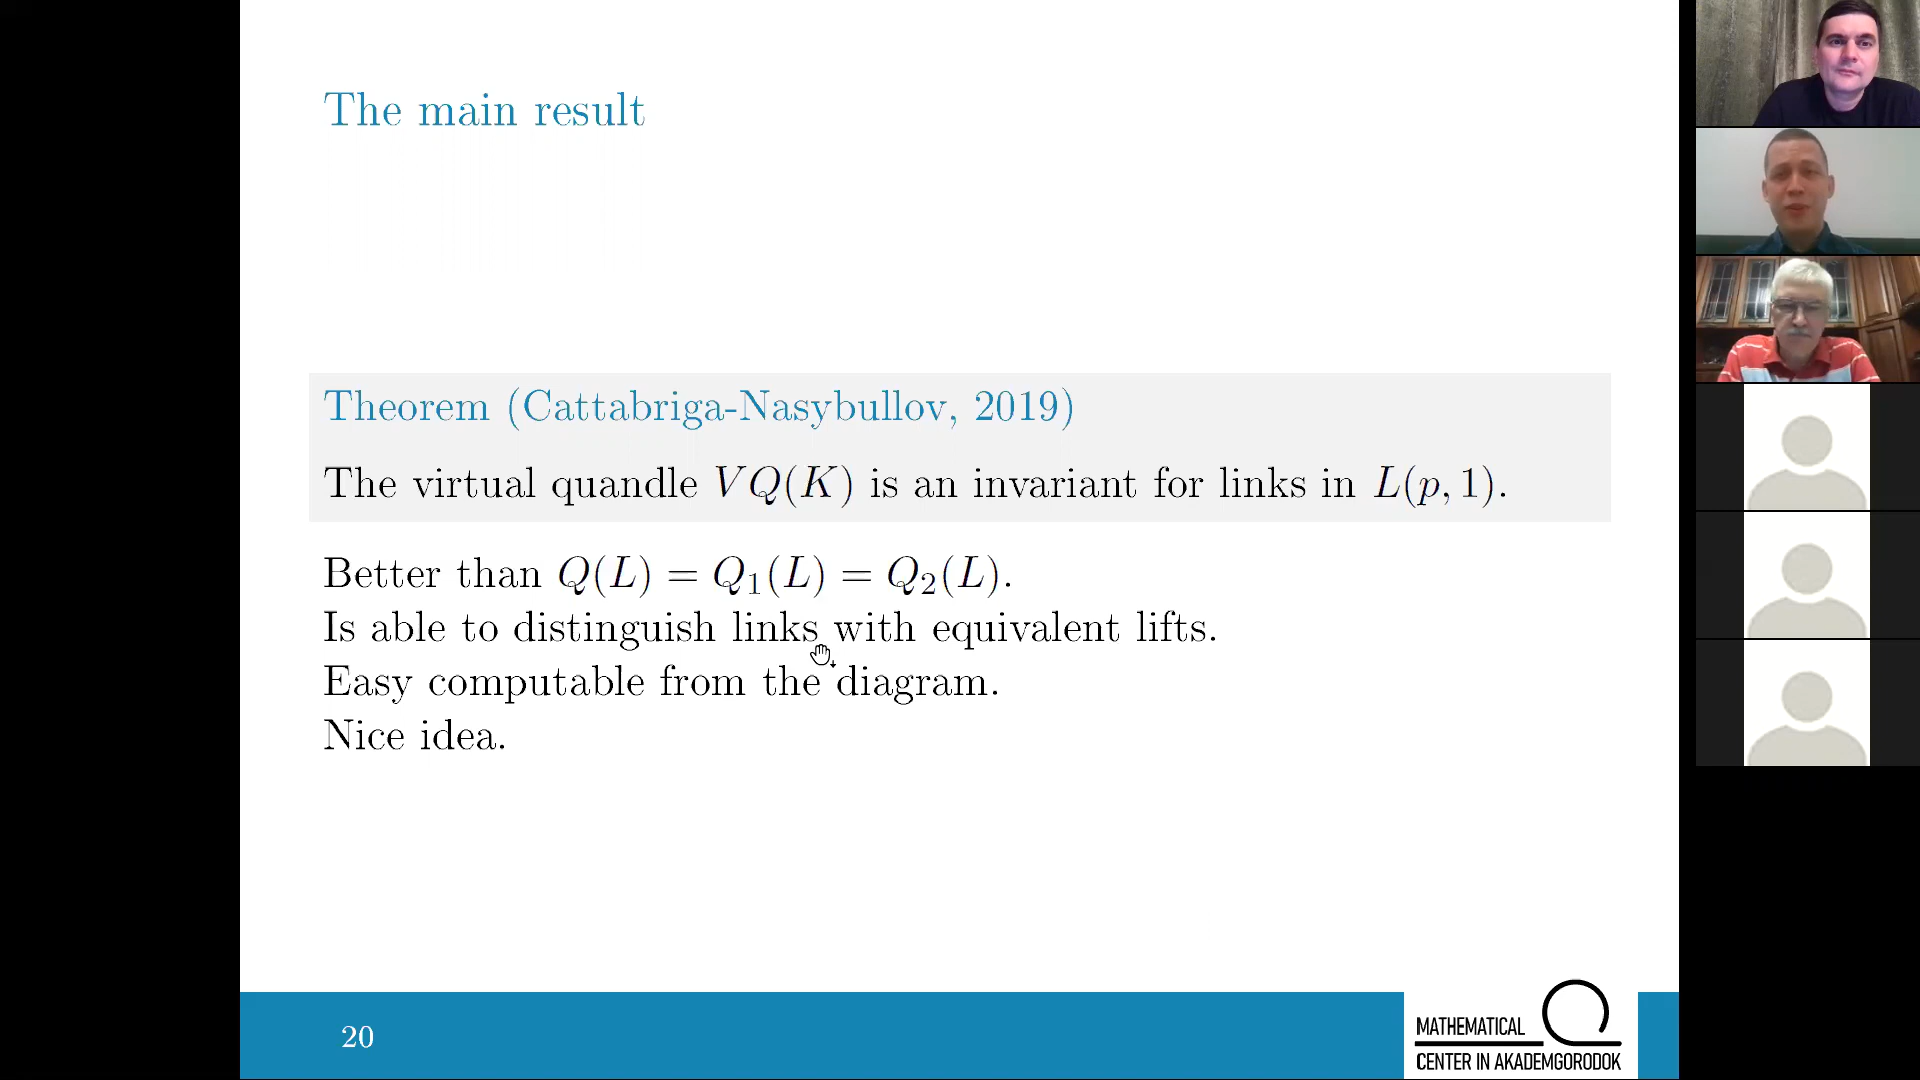 The main result
Theorem (Cattabriga-Nasybullov, 2019)
The virtual quandle VQ(K) is an invariant for links in L(p, 1).
Better than Q(L) = Q₁(L) = Q₂(L).
Is able to distinguish links with equivalent lifts.
Easy computable from the diagram.
Nice idea.
20
MATHEMATICAL
CENTER IN AKADEMGORODOK